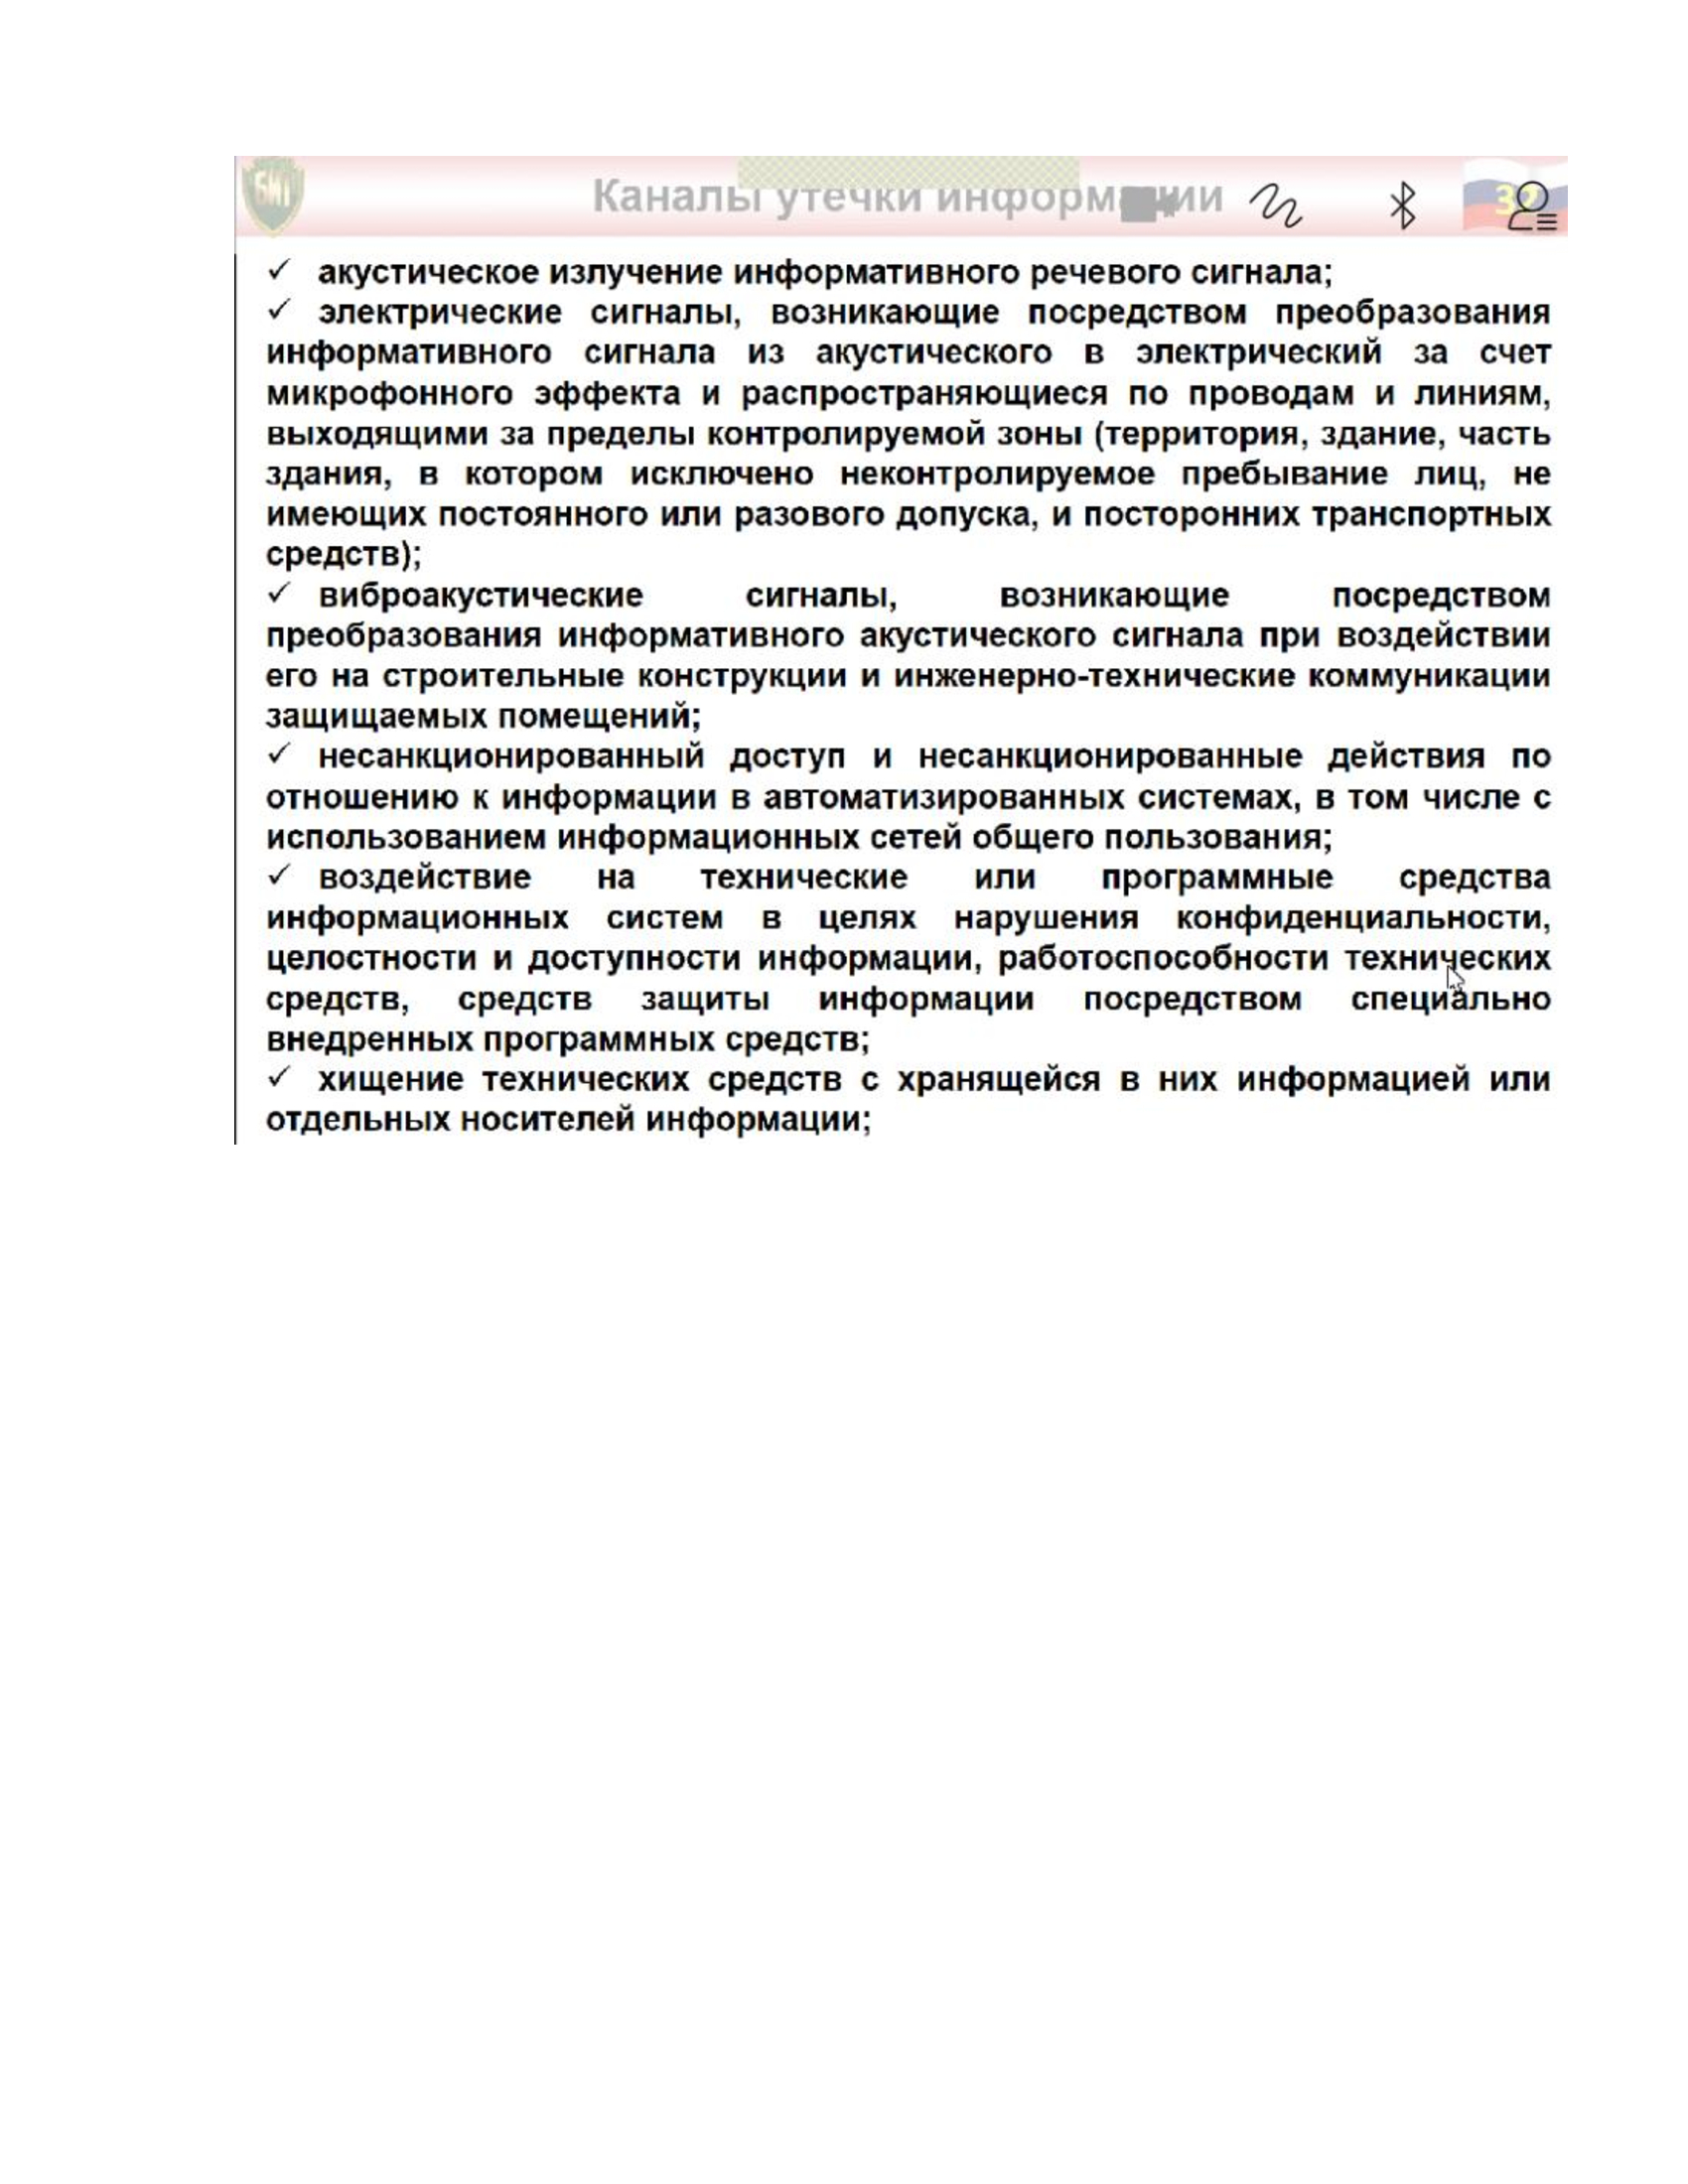 БИТ
Каналы утечки информации
32
✓ акустическое излучение информативного речевого сигнала;
✓ электрические сигналы, возникающие посредством преобразования
информативного сигнала из акустического в электрический за счет
микрофонного эффекта и распространяющиеся по проводам и линиям,
выходящими за пределы контролируемой зоны (территория, здание, часть
здания, в котором исключено неконтролируемое пребывание лиц, не
имеющих постоянного или разового допуска, и посторонних транспортных
средств);
✓ виброакустические сигналы, возникающие посредством
преобразования информативного акустического сигнала при воздействии
его на строительные конструкции и инженерно-технические коммуникации
защищаемых помещений;
✓ несанкционированный доступ и несанкционированные действия по
отношению к информации в автоматизированных системах, в том числе с
использованием информационных сетей общего пользования;
✓ воздействие на технические или программные средства
информационных систем в целях нарушения конфиденциальности,
целостности и доступности информации, работоспособности технических
средств, средств защиты информации посредством специально
внедренных программных средств;
✓ хищение технических средств с хранящейся в них информацией или
отдельных носителей информации;